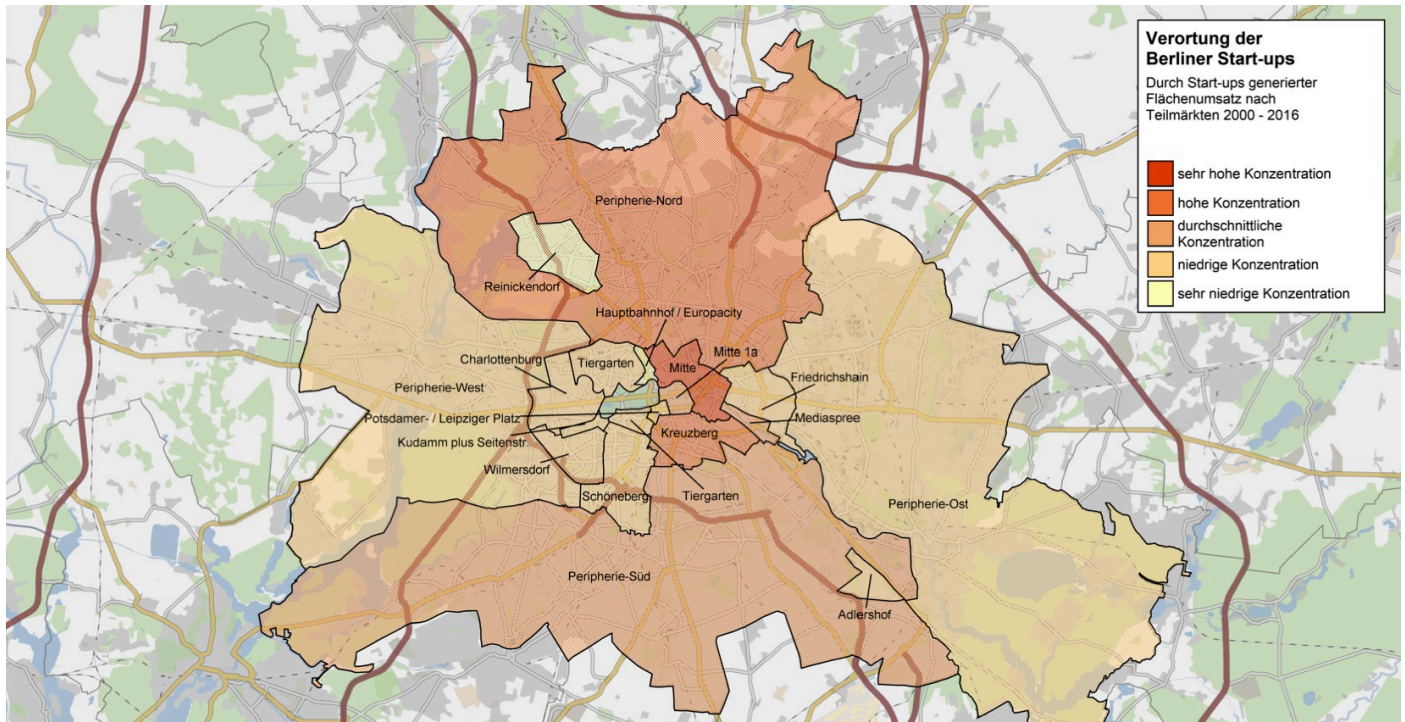 Verortung der
Berliner Start-ups
Durch Start-ups generierter
Flächenumsatz nach
Teilmärkten 2000 - 2016
sehr hohe Konzentration
hohe Konzentration
durchschnittliche
Konzentration
niedrige Konzentration
sehr niedrige Konzentration
Peripherie-Nord
Reinickendorf
Hauptbahnhof / Europacity
Mitte 1a
Charlottenburg
Tiergarten
Mitte
Friedrichshain
Peripherie-West
Potsdamer- / Leipziger Platz
Mediaspree
Kudamm plus Seitenstr.
Kreuzberg
Wilmersdorf
Schöneberg
Tiergarten
Peripherie-Ost
Peripherie-Süd
Adlershof